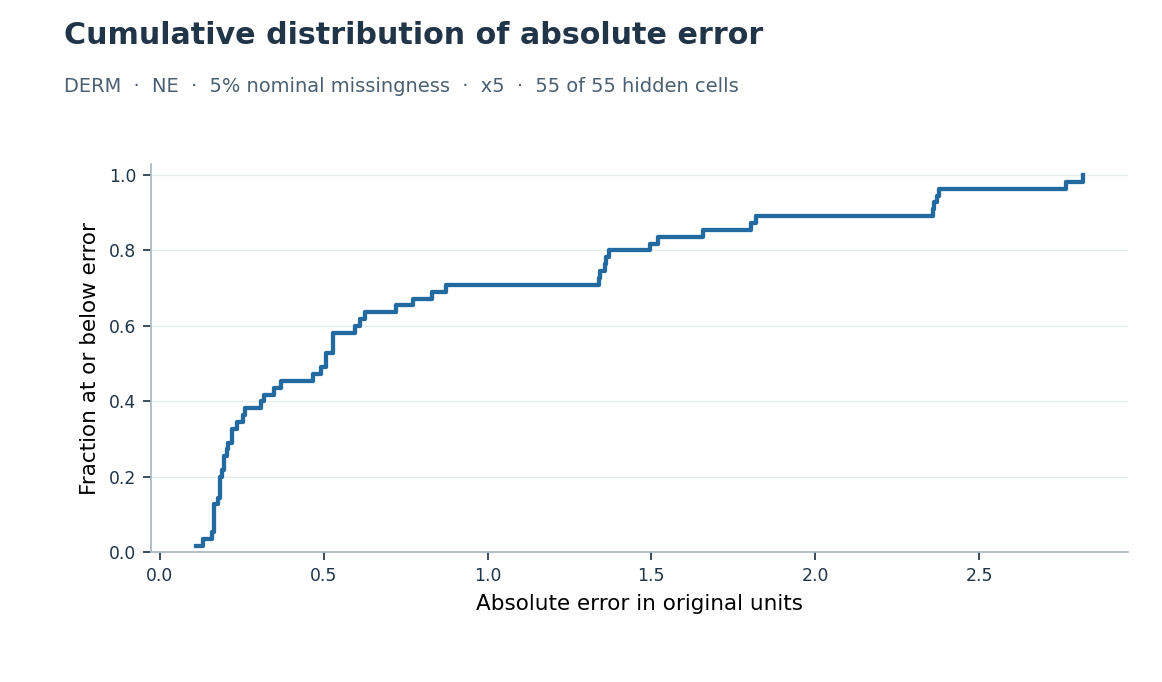 Cumulative distribution of absolute error
DERM · NE · 5% nominal missingness · x5 · 55 of 55 hidden cells
Fraction at or below error
1.0
0.8
0.6
0.4
0.2
0.0
0.0 0.5 1.0 1.5 2.0 2.5
Absolute error in original units